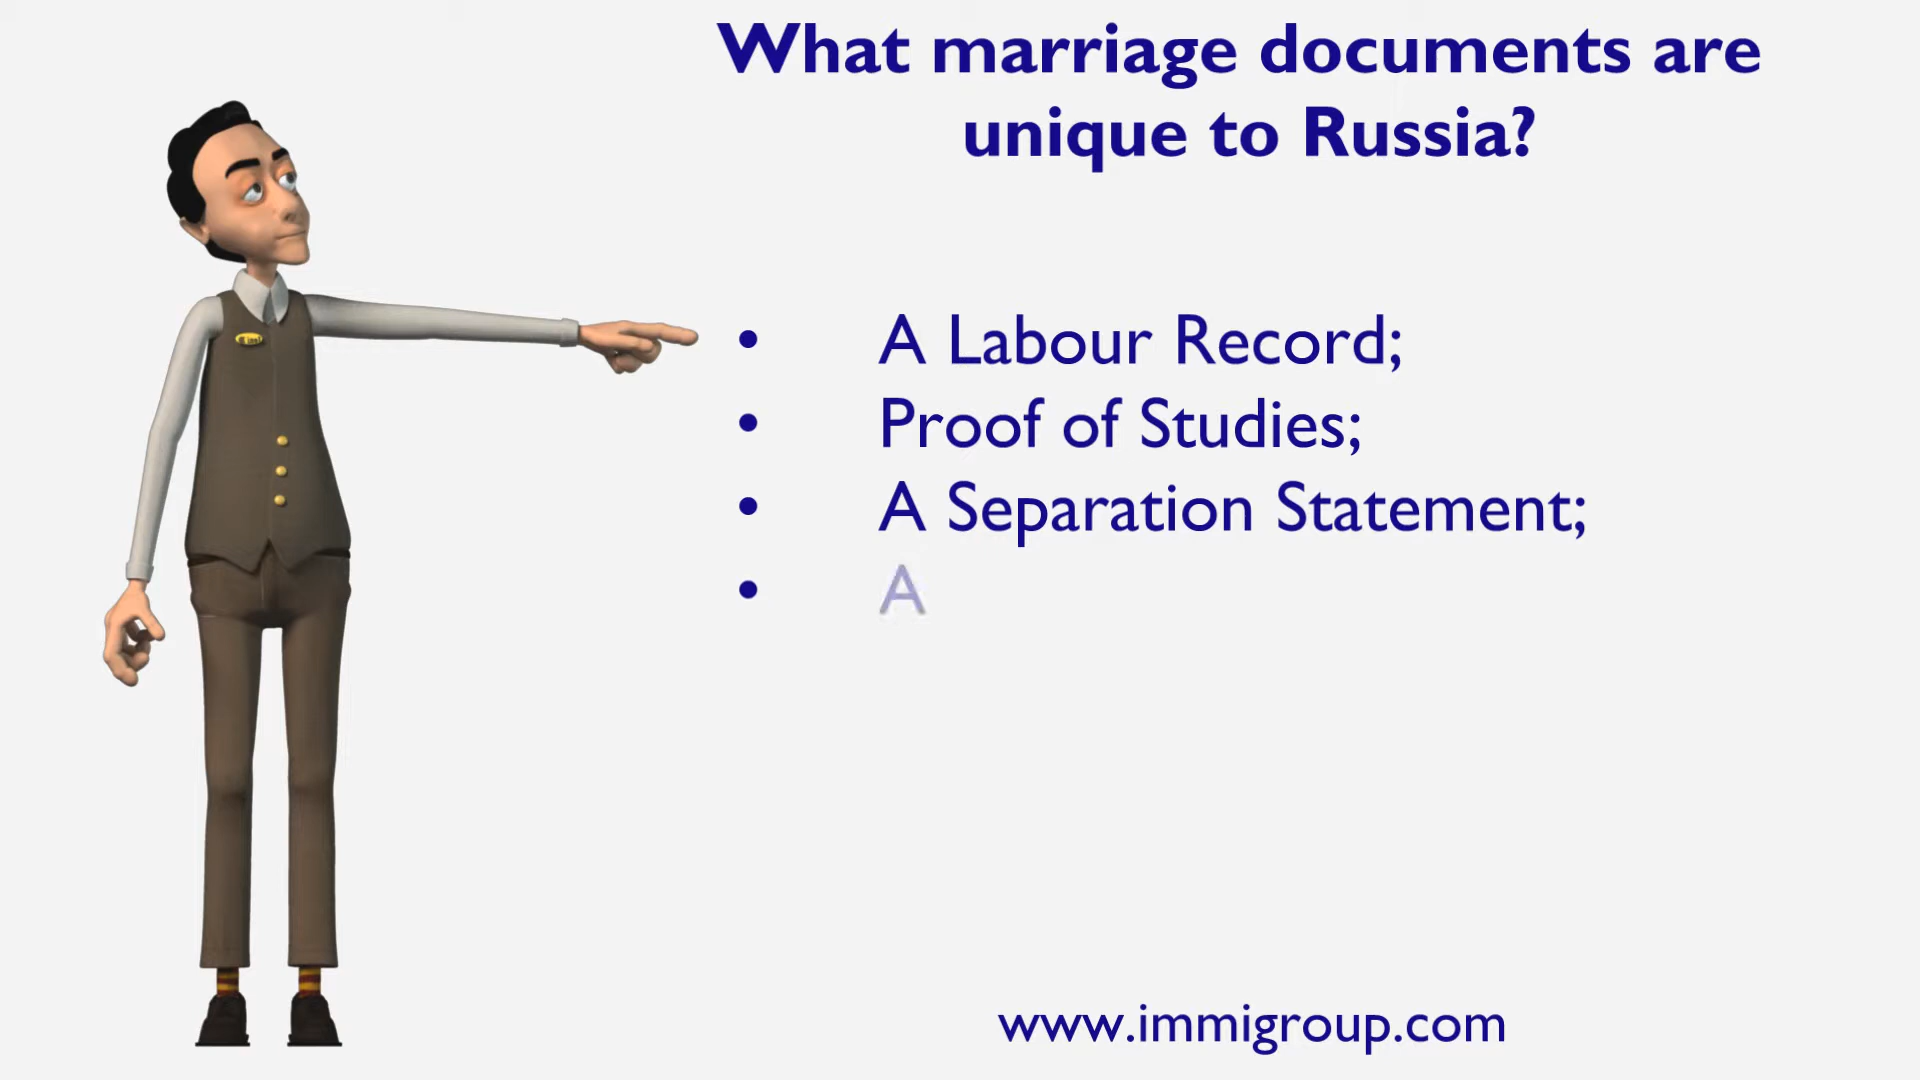 What marriage documents are
unique to Russia?
• A Labour Record;
• Proof of Studies;
• A Separation Statement;
• A
www.immigroup.com